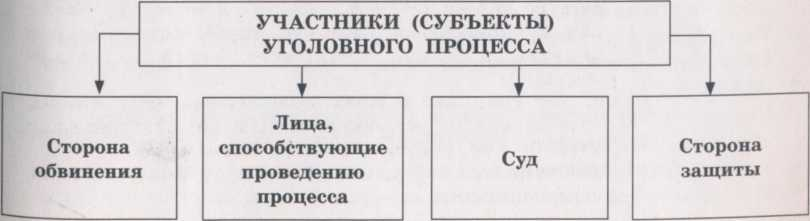 УЧАСТНИКИ (СУБЪЕКТЫ)
УГОЛОВНОГО ПРОЦЕССА
Сторона
обвинения
Лица,
способствующие
проведению
процесса
Суд
Сторона
защиты